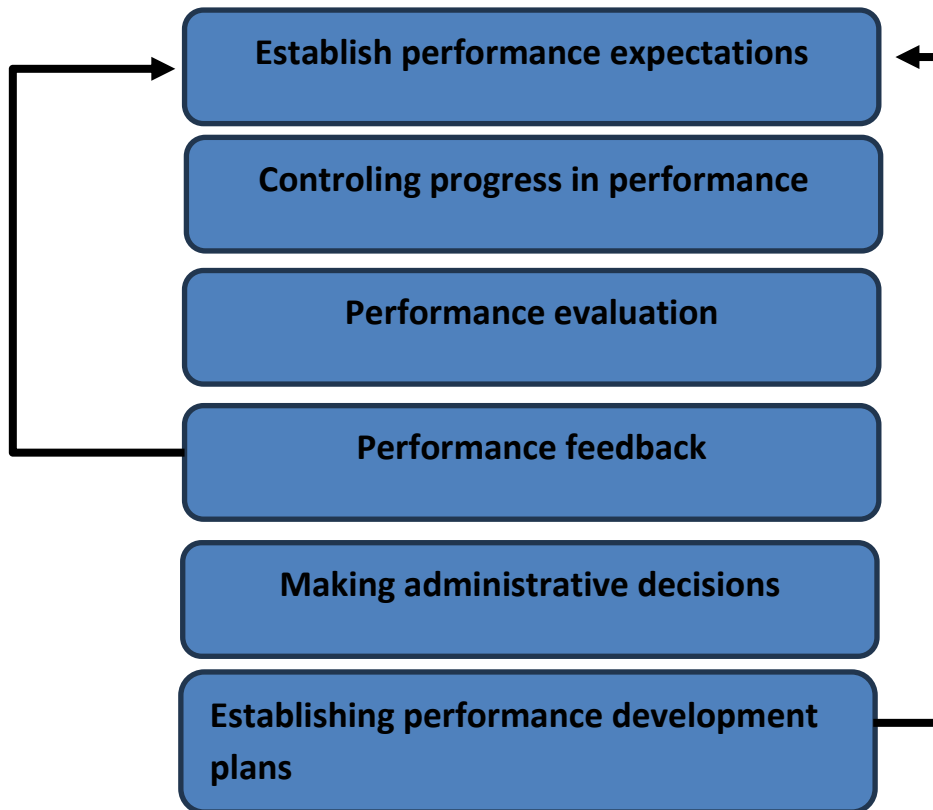 Establish performance expectations
Controling progress in performance
Performance evaluation
Performance feedback
Making administrative decisions
Establishing performance development
plans